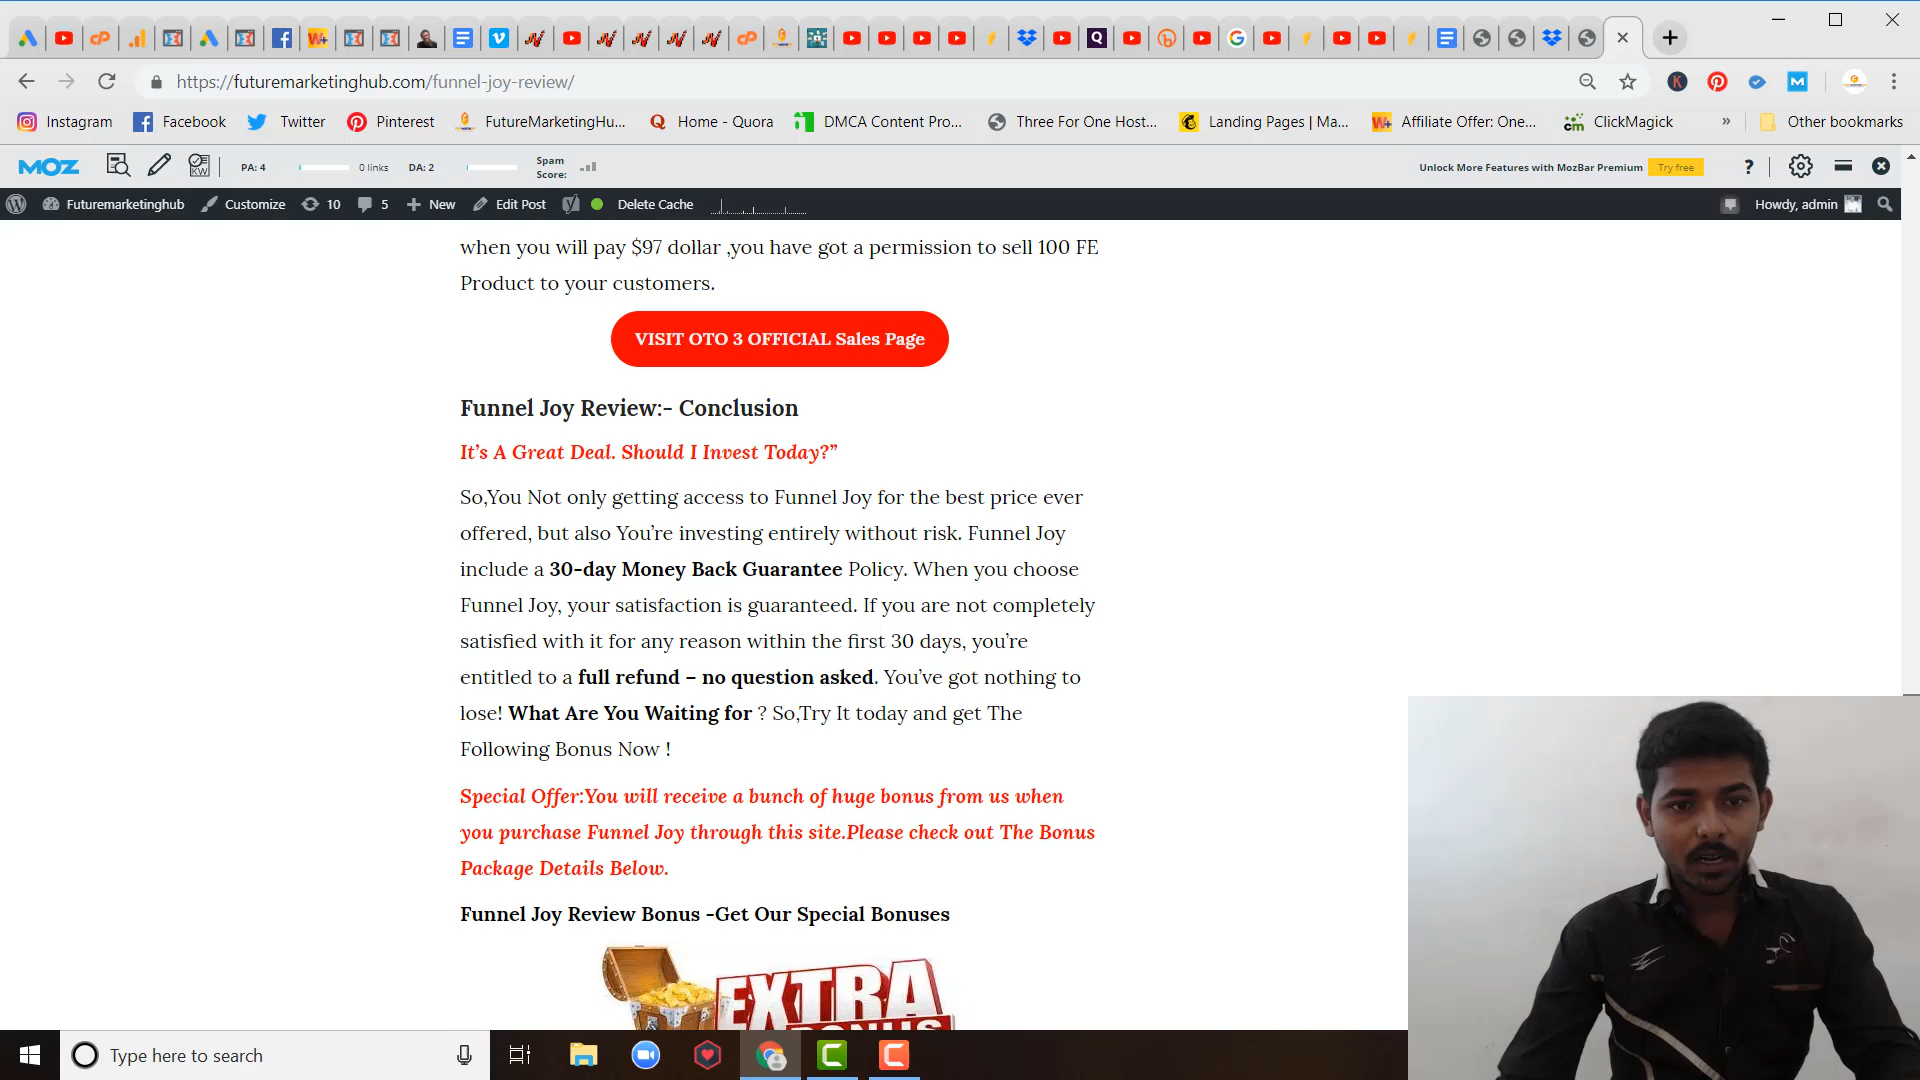 https://futuremarketinghub.com/funnel-joy-review/
Instagram
Facebook
Twitter
Pinterest
FutureMarketingHu...
Home - Quora
DMCA Content Pro...
Three For One Host...
Landing Pages | Ma...
Affiliate Offer: One...
ClickMagick
»
Other bookmarks
MOZ
PA: 4
0 links
DA: 2
Spam
Score:
Unlock More Features with MozBar Premium
Try free
Futuremarketinghub
Customize
10
5
New
Edit Post
Delete Cache
Howdy, admin
when you will pay $97 dollar ,you have got a permission to sell 100 FE
Product to your customers.
VISIT OTO 3 OFFICIAL Sales Page
Funnel Joy Review:- Conclusion
It’s A Great Deal. Should I Invest Today?”
So,You Not only getting access to Funnel Joy for the best price ever
offered, but also You’re investing entirely without risk. Funnel Joy
include a 30-day Money Back Guarantee Policy. When you choose
Funnel Joy, your satisfaction is guaranteed. If you are not completely
satisfied with it for any reason within the first 30 days, you’re
entitled to a full refund – no question asked. You’ve got nothing to
lose! What Are You Waiting for ? So,Try It today and get The
Following Bonus Now !
Special Offer:You will receive a bunch of huge bonus from us when
you purchase Funnel Joy through this site.Please check out The Bonus
Package Details Below.
Funnel Joy Review Bonus -Get Our Special Bonuses
EXTRA
BONUS
Type here to search